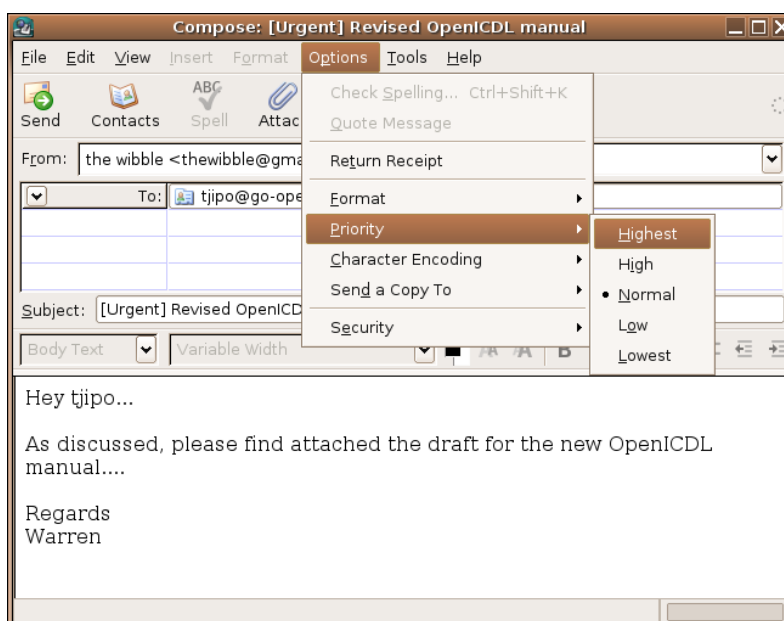 Compose: [Urgent] Revised OpenICDL manual
File Edit View Insert Format Options Tools Help
ABC
Send Contacts Spell Attac
Check Spelling... Ctrl+Shift+K
Quote Message
Return Receipt
Format
Priority
Character Encoding
Send a Copy To
Security
Highest
High
Normal
Low
Lowest
From: the wibble <thewibble@gma
To: tjipo@go-ope
Subject: [Urgent] Revised OpenICD
Body Text Variable Width B
Hey tjipo...
As discussed, please find attached the draft for the new OpenICDL
manual....
Regards
Warren